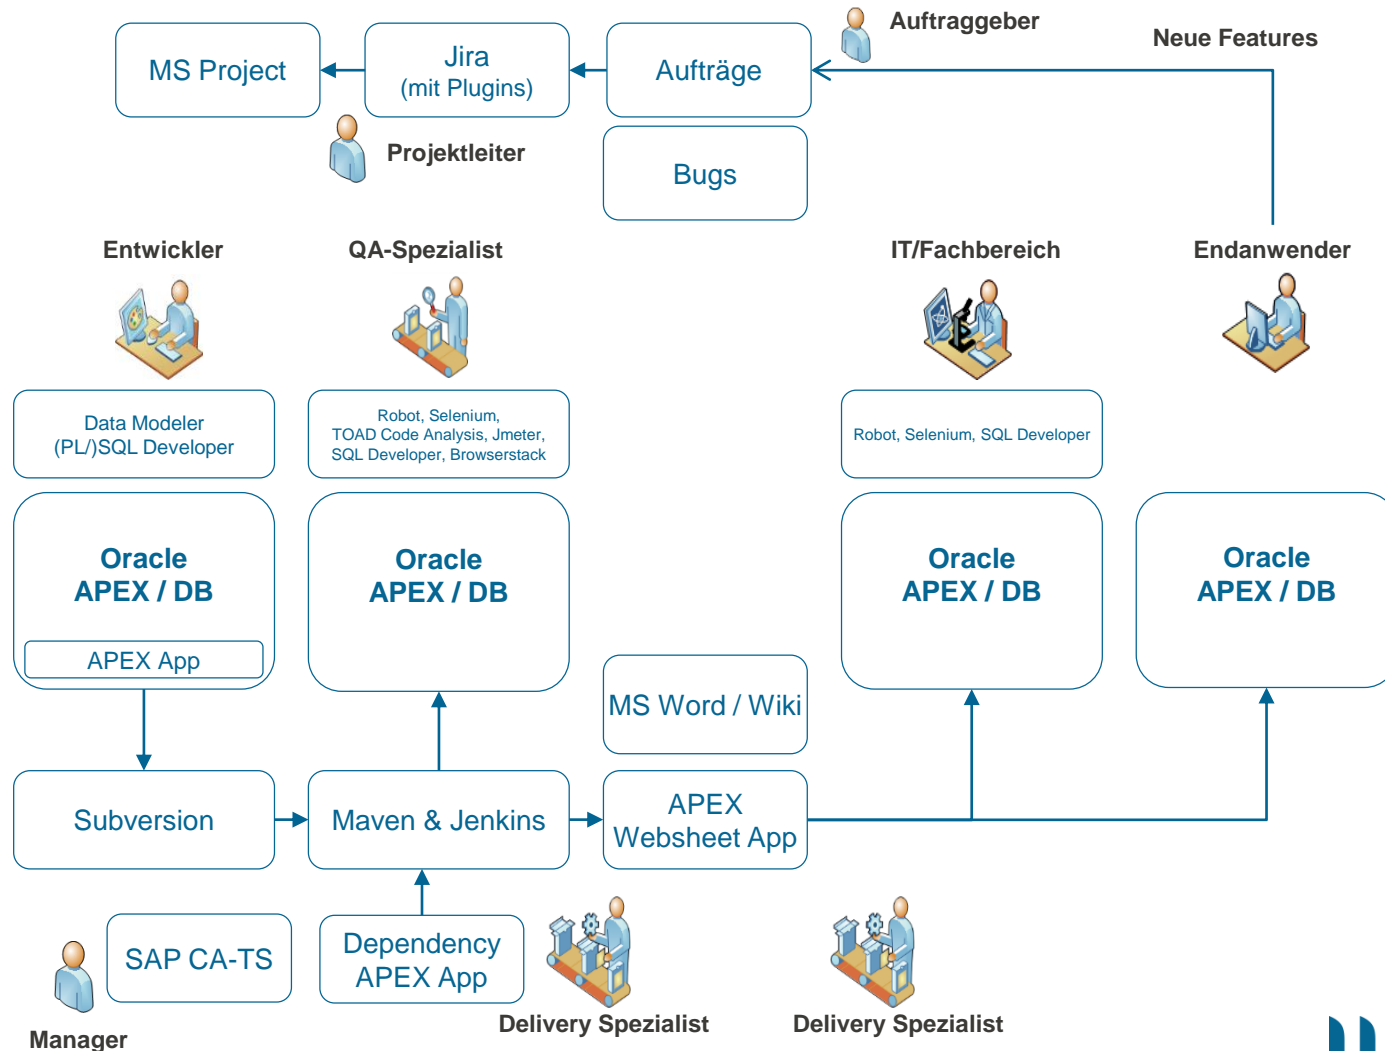 Auftraggeber
Neue Features
MS Project
Jira
(mit Plugins)
Aufträge
Projektleiter
Bugs
Entwickler
QA-Spezialist
IT/Fachbereich
Endanwender
Data Modeler
(PL/)SQL Developer
Robot, Selenium,
TOAD Code Analysis, Jmeter,
SQL Developer, Browserstack
Robot, Selenium, SQL Developer
Oracle
APEX / DB
APEX App
Oracle
APEX / DB
Oracle
APEX / DB
Oracle
APEX / DB
MS Word / Wiki
Subversion
Maven & Jenkins
APEX
Websheet App
SAP CA-TS
Dependency
APEX App
Manager
Delivery Spezialist
Delivery Spezialist